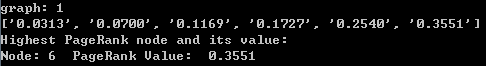 graph: 1
['0.0313', '0.0700', '0.1169', '0.1727', '0.2540', '0.3551']
Highest PageRank node and its value:
Node: 6  PageRank Value:  0.3551